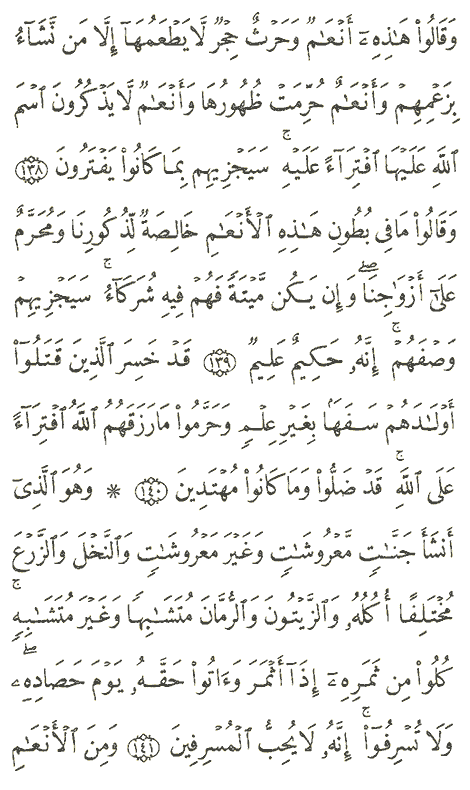 وَقَالُوا۟ هَٰذِهِۦٓ أَنْعَٰمٌ وَحَرْثٌ حِجْرٌ لَّا يَطْعَمُهَآ إِلَّا مَن نَّشَآءُ
بِزَعْمِهِمْ وَأَنْعَٰمٌ حُرِّمَتْ ظُهُورُهَا وَأَنْعَٰمٌ لَّا يَذْكُرُونَ ٱسْمَ
ٱللَّهِ عَلَيْهَا ٱفْتِرَآءً عَلَيْهِ ۚ سَيَجْزِيهِم بِمَا كَانُوا۟ يَفْتَرُونَ ١٣٨
وَقَالُوا۟ مَا فِى بُطُونِ هَٰذِهِ ٱلْأَنْعَٰمِ خَالِصَةٌ لِّذُكُورِنَا وَمُحَرَّمٌ
عَلَىٰٓ أَزْوَٰجِنَا ۖ وَإِن يَكُن مَّيْتَةً فَهُمْ فِيهِ شُرَكَآءُ ۚ سَيَجْزِيهِمْ
وَصْفَهُمْ ۚ إِنَّهُۥ حَكِيمٌ عَلِيمٌ ١٣٩ قَدْ خَسِرَ ٱلَّذِينَ قَتَلُوٓا۟
أَوْلَٰدَهُمْ سَفَهًۢا بِغَيْرِ عِلْمٍ وَحَرَّمُوا۟ مَا رَزَقَهُمُ ٱللَّهُ ٱفْتِرَآءً
عَلَى ٱللَّهِ ۚ قَدْ ضَلُّوا۟ وَمَا كَانُوا۟ مُهْتَدِينَ ١٤٠ * وَهُوَ ٱلَّذِىٓ
أَنشَأَ جَنَّٰتٍ مَّعْرُوشَٰتٍ وَغَيْرَ مَعْرُوشَٰتٍ وَٱلنَّخْلَ وَٱلزَّرْعَ
مُخْتَلِفًا أُكُلُهُۥ وَٱلزَّيْتُونَ وَٱلرُّمَّانَ مُتَشَٰبِهًا وَغَيْرَ مُتَشَٰبِهٍ ۚ
كُلُوا۟ مِن ثَمَرِهِۦٓ إِذَآ أَثْمَرَ وَءَاتُوا۟ حَقَّهُۥ يَوْمَ حَصَادِهِۦ ۖ
وَلَا تُسْرِفُوٓا۟ ۚ إِنَّهُۥ لَا يُحِبُّ ٱلْمُسْرِفِينَ ١٤١ وَمِنَ ٱلْأَنْعَٰمِ